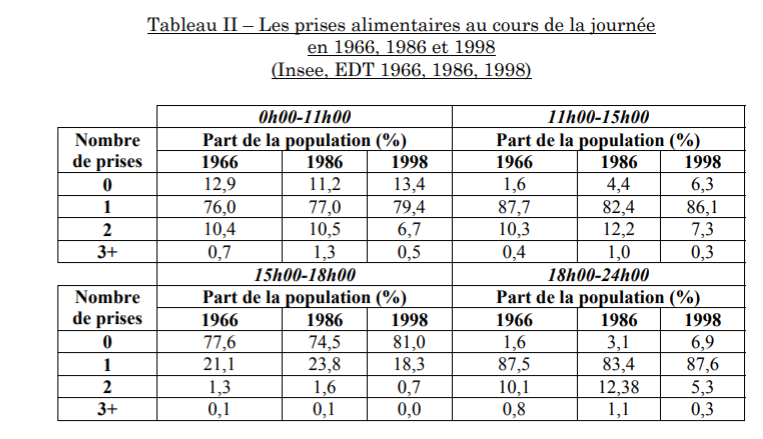 Tableau II – Les prises alimentaires au cours de la journée
en 1966, 1986 et 1998
(Insee, EDT 1966, 1986, 1998)
0h00-11h00 11h00-15h00
Nombre de prises Part de la population (%) Part de la population (%)
1966 1986 1998 1966 1986 1998
0 12,9 11,2 13,4 1,6 4,4 6,3
1 76,0 77,0 79,4 87,7 82,4 86,1
2 10,4 10,5 6,7 10,3 12,2 7,3
3+ 0,7 1,3 0,5 0,4 1,0 0,3
15h00-18h00 18h00-24h00
Nombre de prises Part de la population (%) Part de la population (%)
1966 1986 1998 1966 1986 1998
0 77,6 74,5 81,0 1,6 3,1 6,9
1 21,1 23,8 18,3 87,5 83,4 87,6
2 1,3 1,6 0,7 10,1 12,38 5,3
3+ 0,1 0,1 0,0 0,8 1,1 0,3